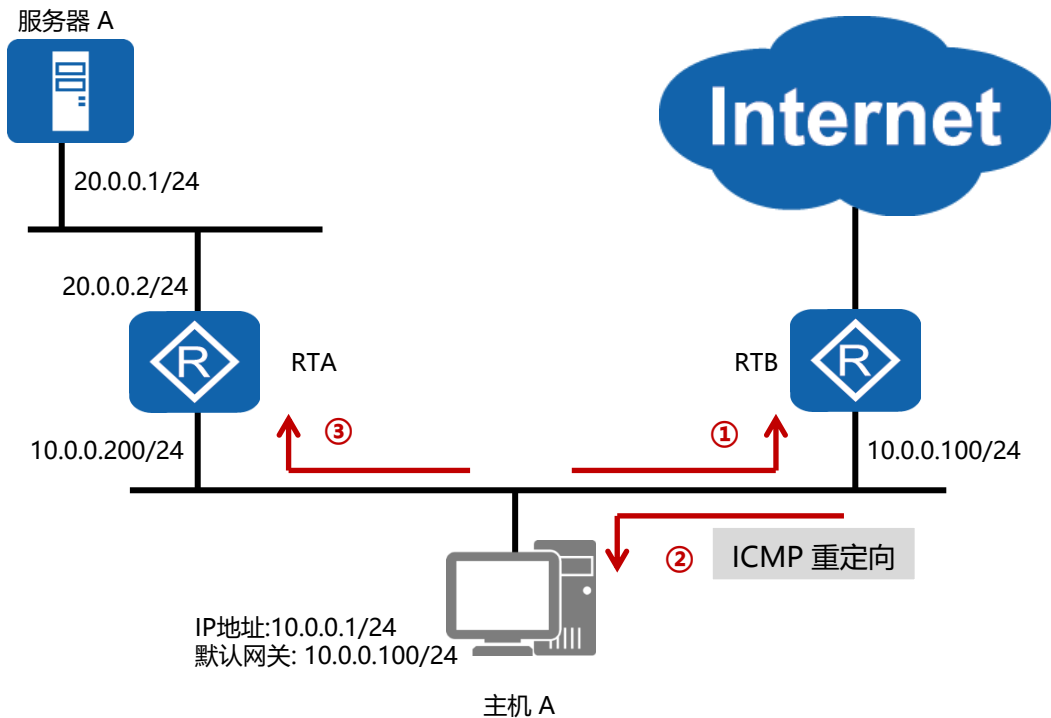 服务器 A
Internet
20.0.0.1/24
20.0.0.2/24
R
RTA
RTB
R
③
①
10.0.0.200/24
10.0.0.100/24
②
ICMP 重定向
IP地址:10.0.0.1/24
默认网关: 10.0.0.100/24
主机 A